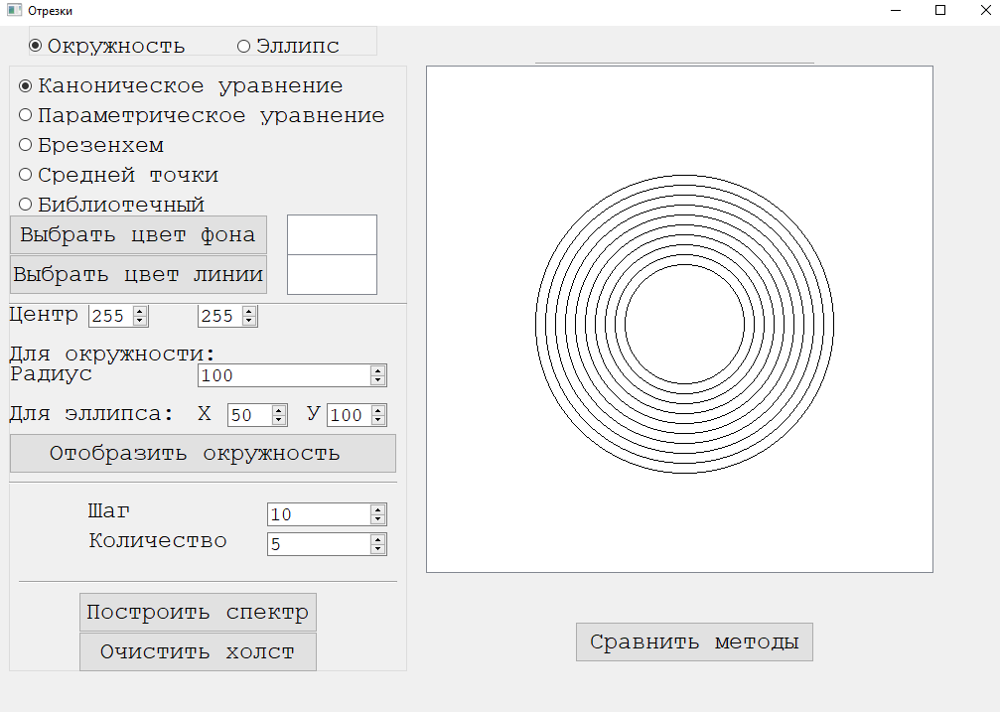 Отрезки
Окружность Эллипс
Каноническое уравнение
Параметрическое уравнение
Брезенхем
Средней точки
Библиотечный
Выбрать цвет фона
Выбрать цвет линии
Центр 255 255
Для окружности:
Радиус 100
Для эллипса: X 50 У 100
Отобразить окружность
Шаг 10
Количество 5
Построить спектр
Очистить холст
Сравнить методы